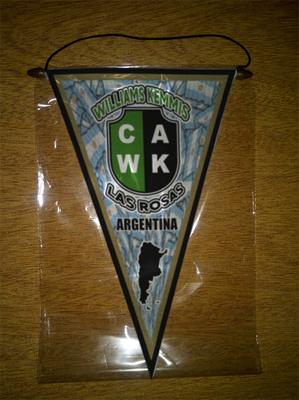 WILLIAMS KEMMIS
C A
W K
LAS ROSAS
ARGENTINA